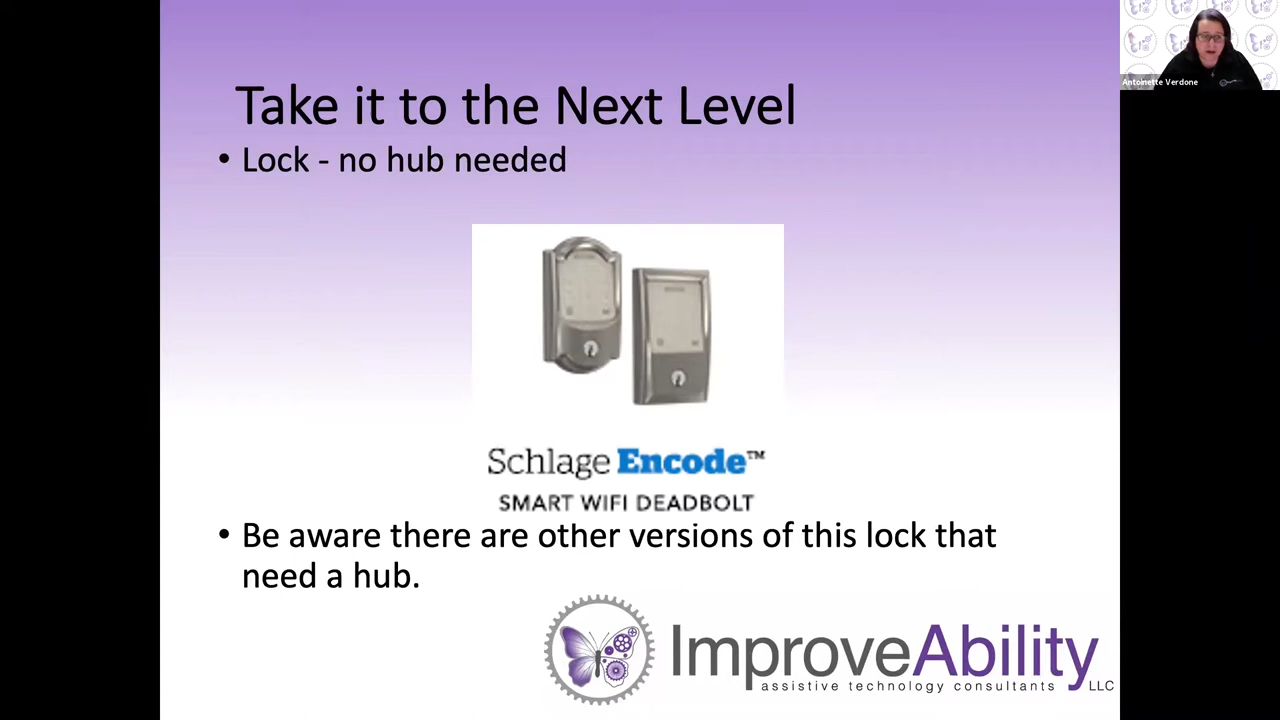 Take it to the Next Level
• Lock - no hub needed
Schlage Encode™
SMART WIFI DEADBOLT
• Be aware there are other versions of this lock that
need a hub.
ImproveAbility LLC
assistive technology consultants
Antoinette Verdone